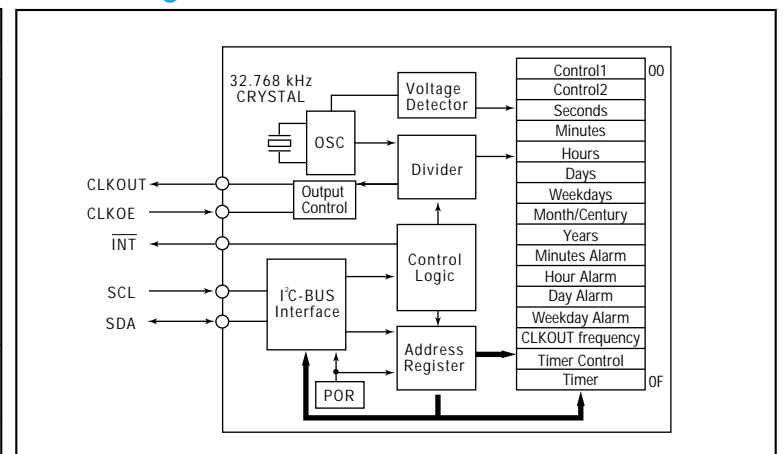 32.768 kHz
CRYSTAL
OSC
Voltage
Detector
Divider
CLKOUT
CLKOE
Output
Control
INT
Control
Logic
SCL
SDA
I²C-BUS
Interface
Address
Register
POR
Control1
00
Control2
Seconds
Minutes
Hours
Days
Weekdays
Month/Century
Years
Minutes Alarm
Hour Alarm
Day Alarm
Weekday Alarm
CLKOUT frequency
Timer Control
Timer
0F